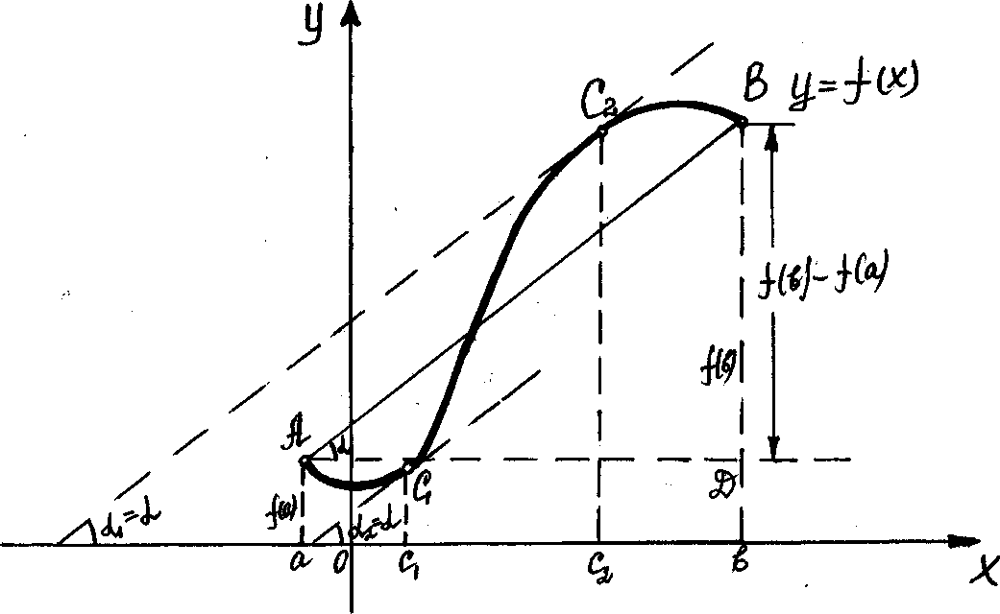 y
C₂
B y=f(x)
f(в)-f(a)
f(в)
A
α
C₁
D
f(a)
α₁=α
α₂=α
a
0
c₁
c₂
в
x